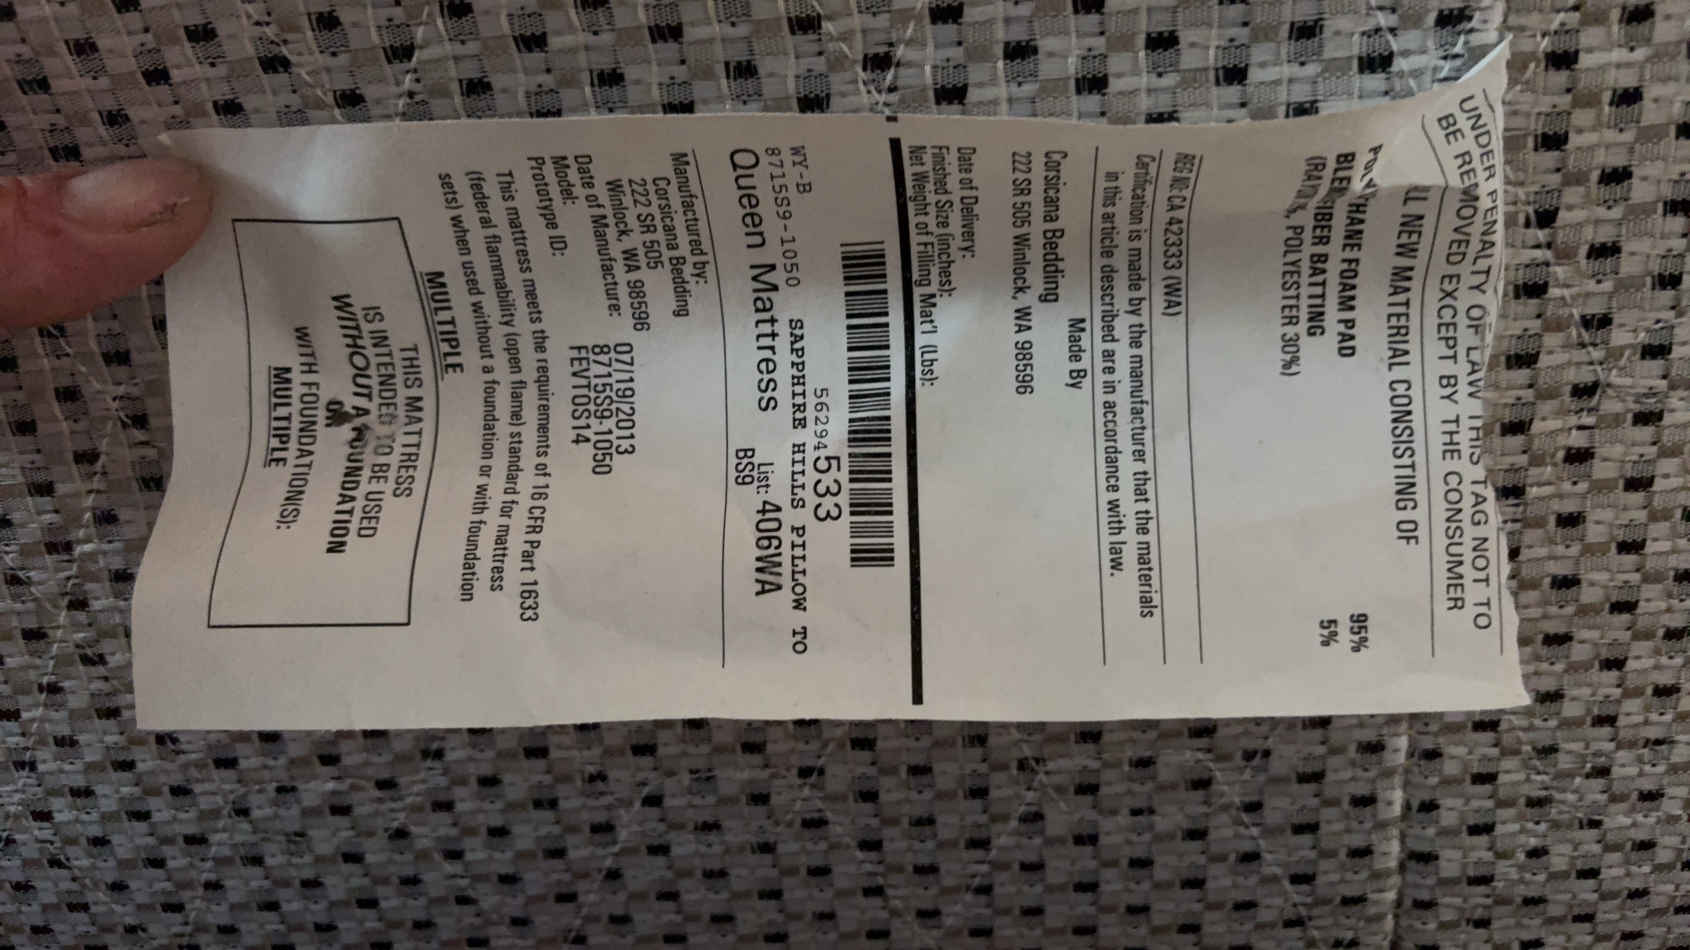 UNDER PENALTY OF LAW THIS TAG NOT TO
BE REMOVED EXCEPT BY THE CONSUMER
LL NEW MATERIAL CONSISTING OF
HANE FOAM PAD 95%
IBER BATTING 5%
POLYESTER 30%)
REG № CA 42333 (WA)
Certification is made by the manufacturer that the materials
in this article described are in accordance with law.
Made By
Corsicana Bedding
222 SR 505 Winlock, WA 98596
Date of Delivery:
Finished Size (inches):
Net Weight of Filling Mat'l (Lbs):
56294533
WY-B
8715S9-1050 SAPPHIRE HILLS PILLOW TO
Queen Mattress List: 406WA
BS9
Manufactured by:
Corsicana Bedding
222 SR 505
Winlock, WA 98596
Date of Manufacture: 07/19/2013
Model: 8715S9-1050
Prototype ID: FEVTOS14
This mattress meets the requirements of 16 CFR Part 1633
(federal flammability (open flame) standard for mattress
sets) when used without a foundation or with foundation
MULTIPLE
THIS MATTRESS
IS INTENDED TO BE USED
WITHOUT A FOUNDATION
OR
WITH FOUNDATION(S):
MULTIPLE